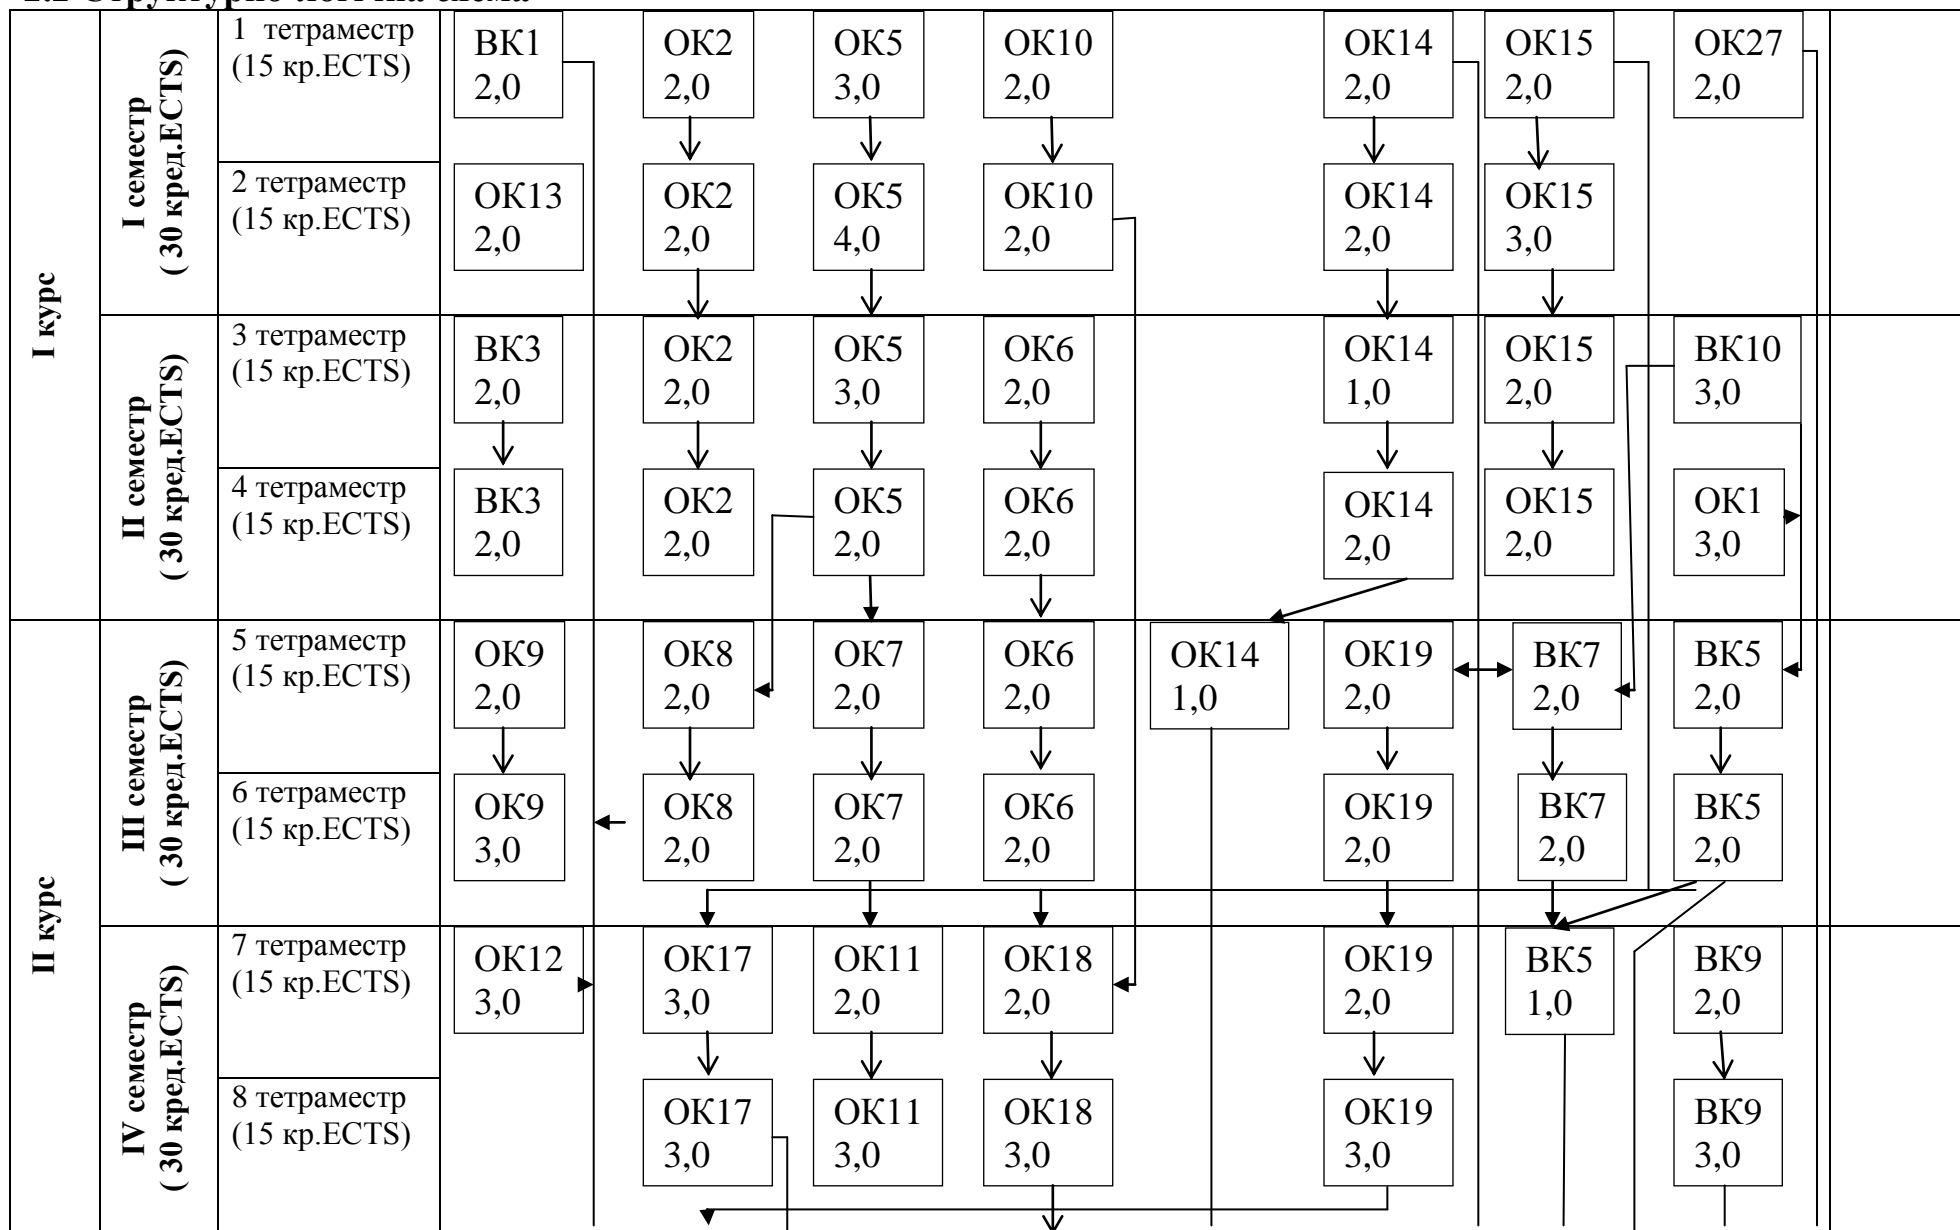 I курс
I семестр
( 30 кред.ECTS)
1 тетраместр
(15 кр.ECTS)
ВК1
2,0
ОК2
2,0
ОК5
3,0
ОК10
2,0
ОК14
2,0
ОК15
2,0
ОК27
2,0
2 тетраместр
(15 кр.ECTS)
ОК13
2,0
ОК2
2,0
ОК5
4,0
ОК10
2,0
ОК14
2,0
ОК15
3,0
II семестр
( 30 кред.ECTS)
3 тетраместр
(15 кр.ECTS)
ВК3
2,0
ОК2
2,0
ОК5
3,0
ОК6
2,0
ОК14
1,0
ОК15
2,0
ВК10
3,0
4 тетраместр
(15 кр.ECTS)
ВК3
2,0
ОК2
2,0
ОК5
2,0
ОК6
2,0
ОК14
2,0
ОК15
2,0
ОК1
3,0
II курс
III семестр
( 30 кред.ECTS)
5 тетраместр
(15 кр.ECTS)
ОК9
2,0
ОК8
2,0
ОК7
2,0
ОК6
2,0
ОК14
1,0
ОК19
2,0
ВК7
2,0
ВК5
2,0
6 тетраместр
(15 кр.ECTS)
ОК9
3,0
ОК8
2,0
ОК7
2,0
ОК6
2,0
ОК19
2,0
ВК7
2,0
ВК5
2,0
IV семестр
( 30 кред.ECTS)
7 тетраместр
(15 кр.ECTS)
ОК12
3,0
ОК17
3,0
ОК11
2,0
ОК18
2,0
ОК19
2,0
ВК5
1,0
ВК9
2,0
8 тетраместр
(15 кр.ECTS)
ОК17
3,0
ОК11
3,0
ОК18
3,0
ОК19
3,0
ВК9
3,0